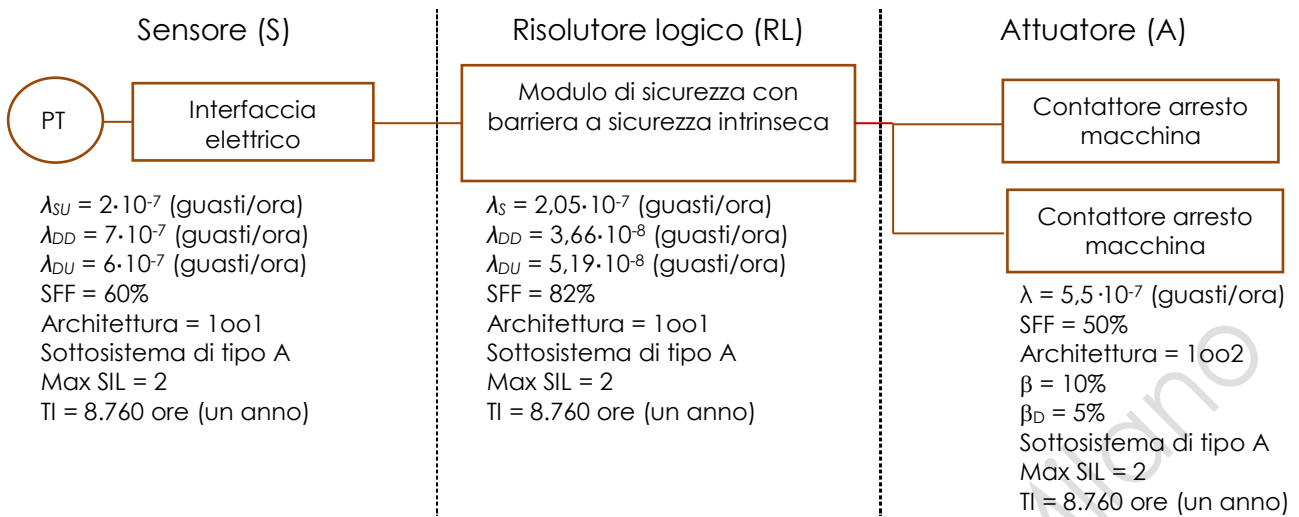 Sensore (S)
Risolutore logico (RL)
Attuatore (A)
PT
Interfaccia
elettrico
Modulo di sicurezza con
barriera a sicurezza intrinseca
Contattore arresto
macchina
Contattore arresto
macchina
λSU = 2·10-7 (guasti/ora)
λDD = 7·10-7 (guasti/ora)
λDU = 6·10-7 (guasti/ora)
SFF = 60%
Architettura = 1oo1
Sottosistema di tipo A
Max SIL = 2
TI = 8.760 ore (un anno)
λS = 2,05·10-7 (guasti/ora)
λDD = 3,66·10-8 (guasti/ora)
λDU = 5,19·10-8 (guasti/ora)
SFF = 82%
Architettura = 1oo1
Sottosistema di tipo A
Max SIL = 2
TI = 8.760 ore (un anno)
λ = 5,5·10-7 (guasti/ora)
SFF = 50%
Architettura = 1oo2
β = 10%
βD = 5%
Sottosistema di tipo A
Max SIL = 2
TI = 8.760 ore (un anno)
Milano